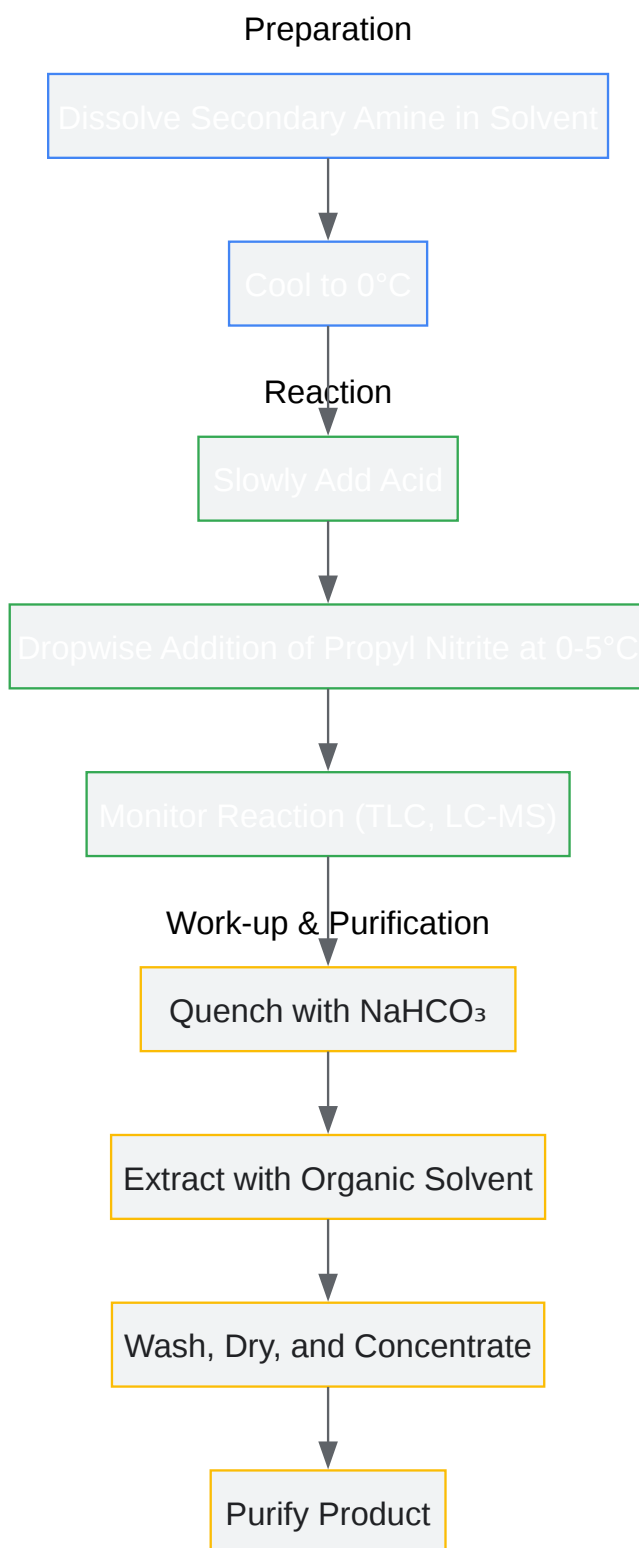 Preparation
Dissolve Secondary Amine in Solvent
Cool to 0°C
Reaction
Slowly Add Acid
Dropwise Addition of Propyl Nitrite at 0-5°C
Monitor Reaction (TLC, LC-MS)
Work-up & Purification
Quench with NaHCO₃
Extract with Organic Solvent
Wash, Dry, and Concentrate
Purify Product